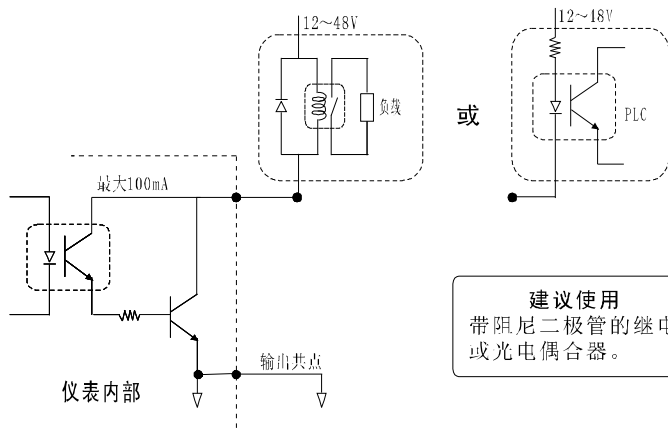 12～48V
负载
或
12～18V
PLC
最大100mA
输出共点
仪表内部
建议使用
带阻尼二极管的继电
或光电偶合器。